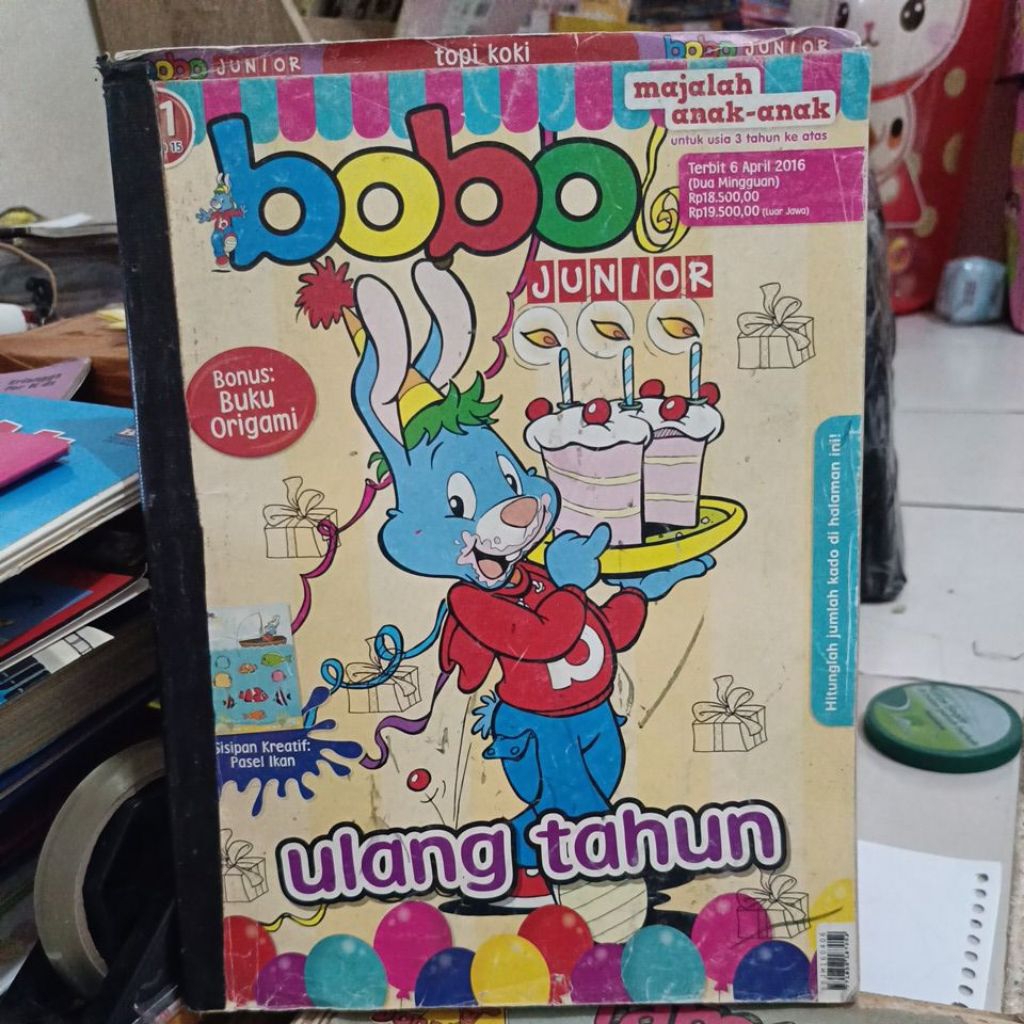 bobo JUNIOR
topi koki
bobo JUNIOR
majalah
anak-anak
untuk usia 3 tahun ke atas
Terbit 6 April 2016
(Dua Mingguan)
Rp18.500,00
Rp19.500,00 (Luar Jawa)
bobo
JUNIOR
Bonus:
Buku
Origami
Hitunglah jumlah kado di halaman ini!
b
Sisipan Kreatif:
Pasel Ikan
ulang tahun